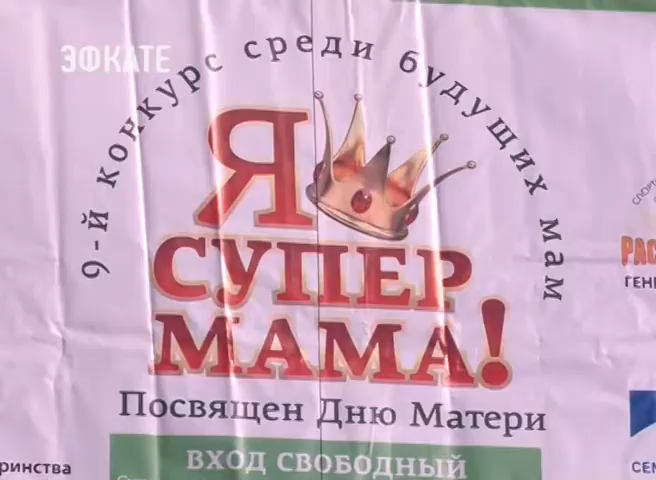 ЭФКАТЕ
9-й конкурс среди будущих мам
Я
СУПЕР
МАМА!
Посвящен Дню Матери
ВХОД СВОБОДНЫЙ